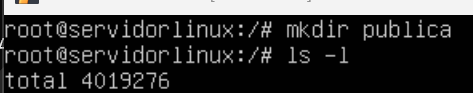 root@servidorlinux:/# mkdir publica
root@servidorlinux:/# ls -l
total 4019276